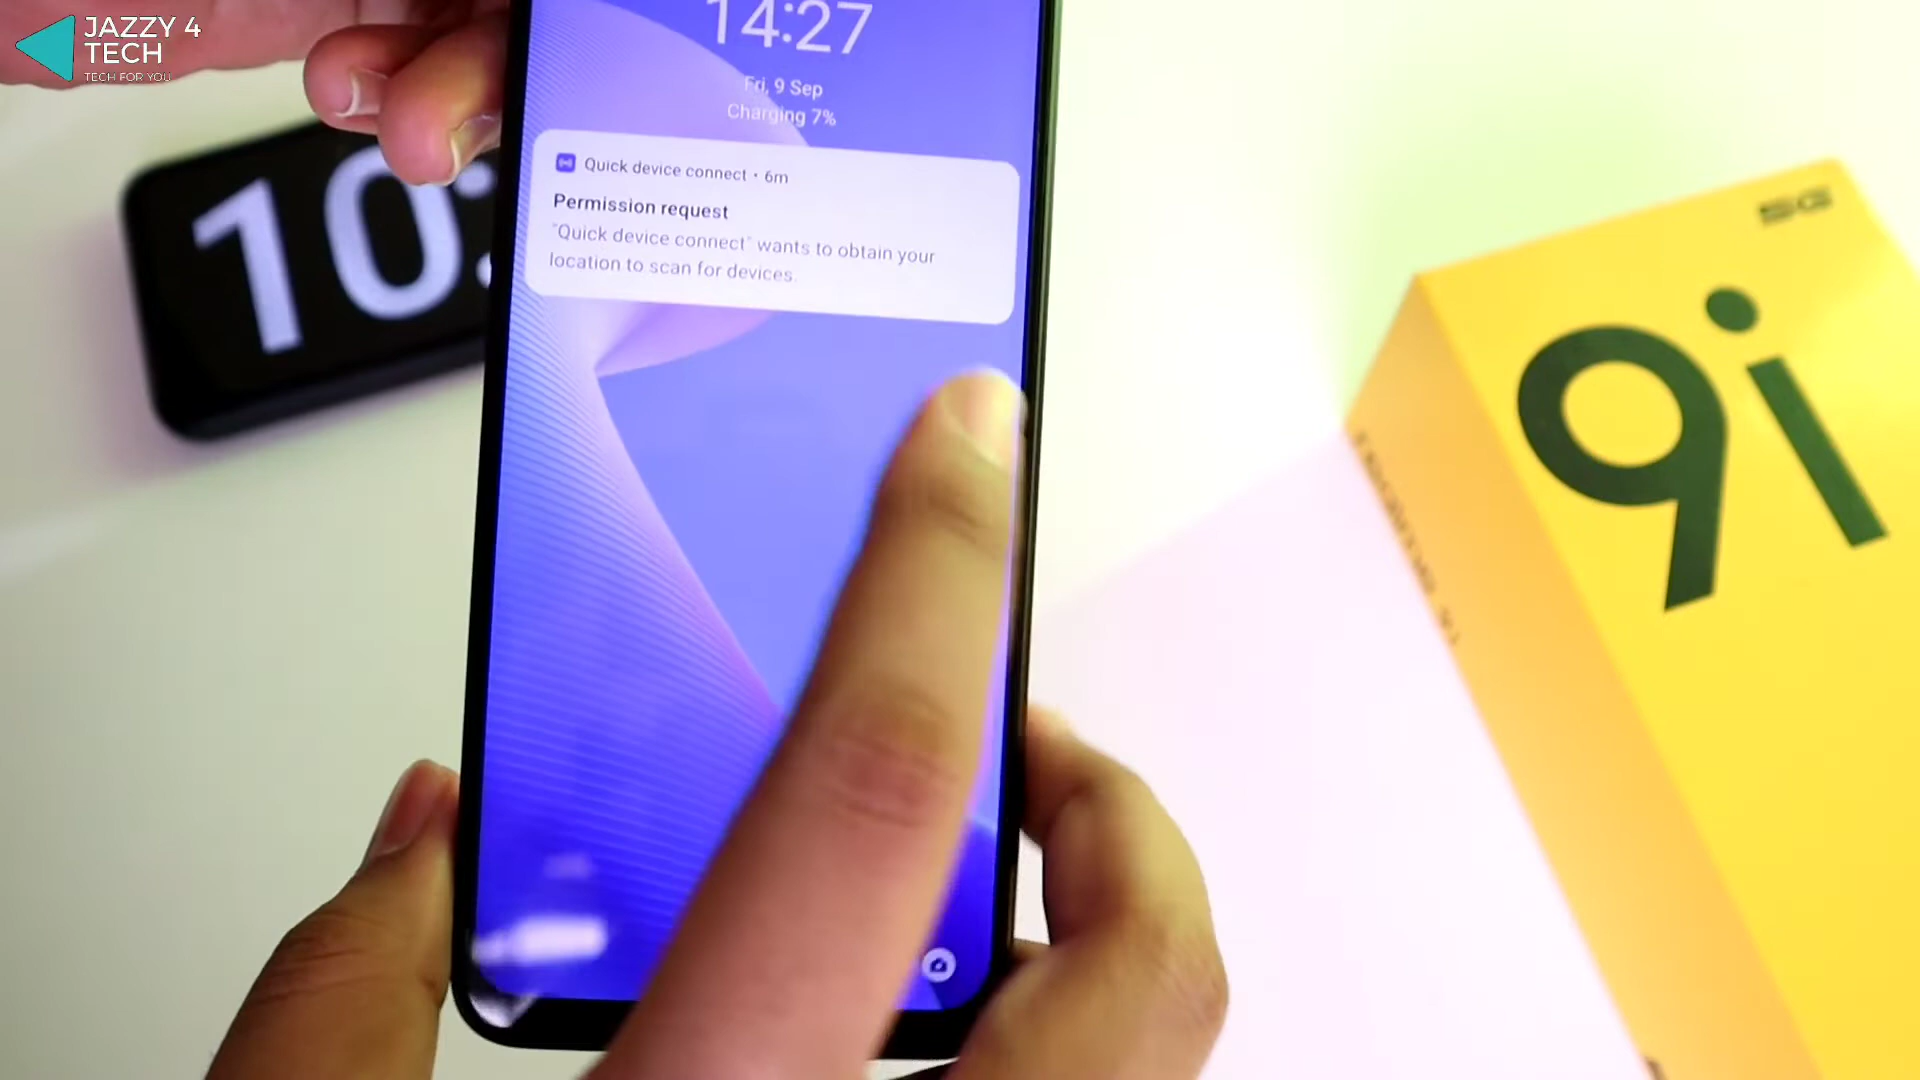 JAZZY 4
TECH
TECH FOR YOU
14:27
Fri, 9 Sep
Charging 7%
Quick device connect • 6m
Permission request
"Quick device connect" wants to obtain your
location to scan for devices.
10:
5G
9i